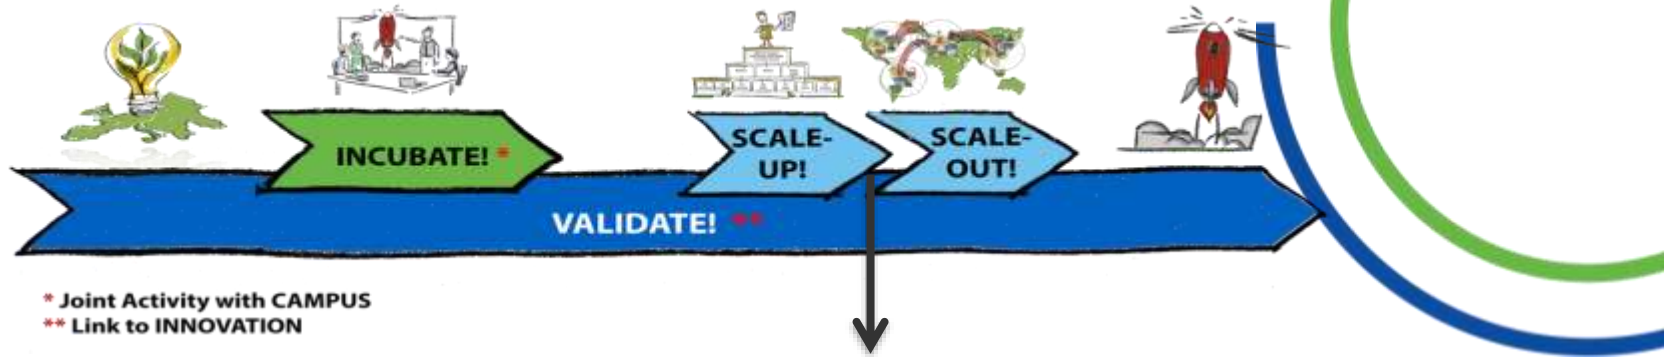 INCUBATE! *
SCALE-
UP!
SCALE-
OUT!
VALIDATE! **
* Joint Activity with CAMPUS
** Link to INNOVATION